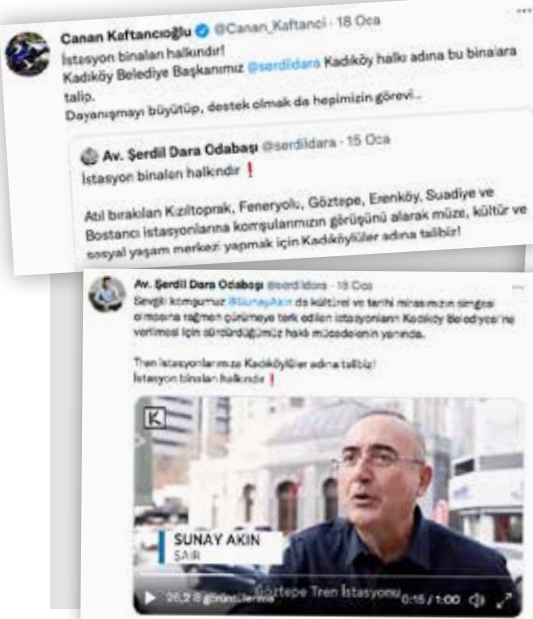 Canan Kaftancıoğlu @Canan_Kaftanci · 18 Oca
İstasyon binaları halkındır!
Kadıköy Belediye Başkanımız @serdildara Kadıköy halkı adına bu binalara
talip.
Dayanışmayı büyütüp, destek olmak da hepimizin görevi...
Av. Şerdil Dara Odabaşı @serdildara · 15 Oca
İstasyon binaları halkındır❗
Atıl bırakılan Kızıltoprak, Feneryolu, Göztepe, Erenköy, Suadiye ve
Bostancı istasyonlarına komşularımızın görüşünü alarak müze, kültür ve
sosyal yaşam merkezi yapmak için Kadıköylüler adına talibiz!
Av. Şerdil Dara Odabaşı @serdildara · 18 Oca
Sevgili komşumuz @SunayAkin da kültürel ve tarihi mirasımızın simgesi
olmasına rağmen çürümeye terk edilen istasyonların Kadıköy Belediyesi'ne
verilmesi için sürdürdüğümüz haklı mücadelenin yanında.
Tren istasyonlarımıza Kadıköylüler adına talibiz!
İstasyon binaları halkındır❗
K
SUNAY AKIN
ŞAİR
26,2 B görüntülenme
Göztepe Tren İstasyonu
0:15 / 1:00